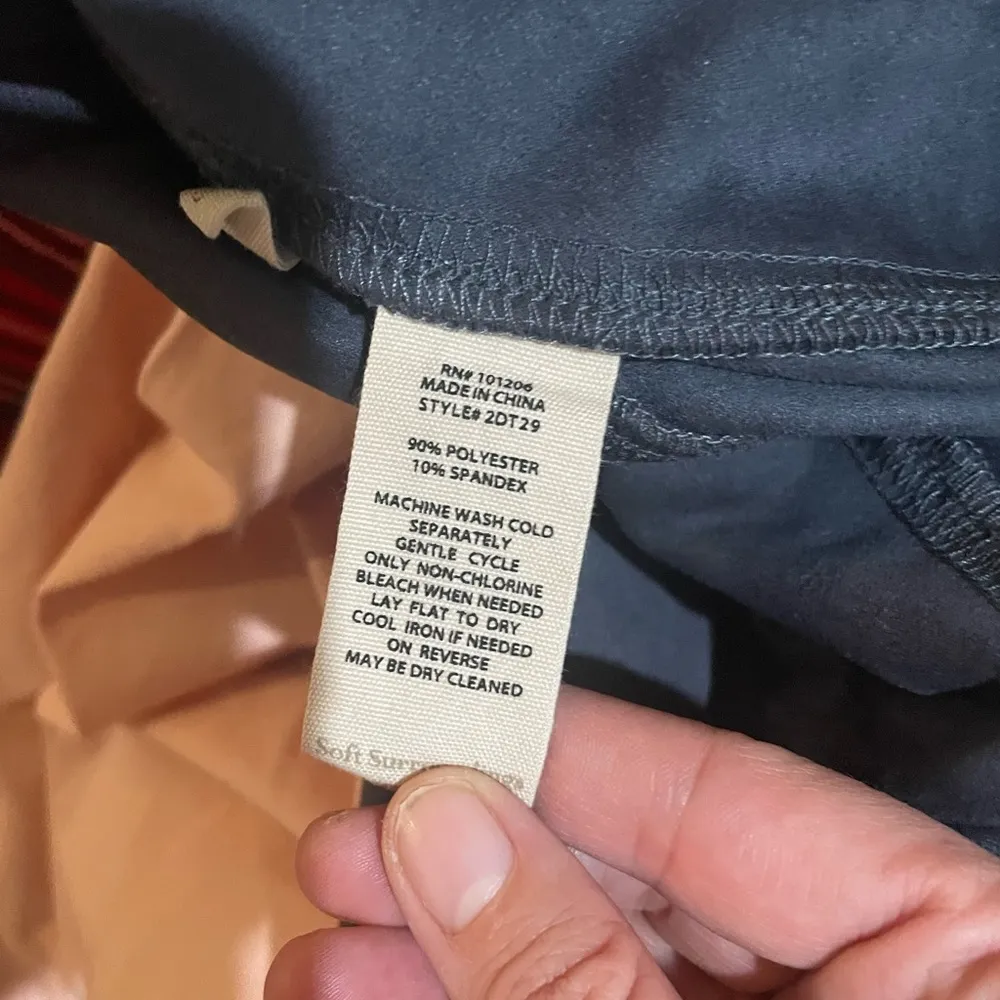 RN# 101206
MADE IN CHINA
STYLE# 2DT29
90% POLYESTER
10% SPANDEX
MACHINE WASH COLD
SEPARATELY
GENTLE CYCLE
ONLY NON-CHLORINE
BLEACH WHEN NEEDED
LAY FLAT TO DRY
COOL IRON IF NEEDED
ON REVERSE
MAY BE DRY CLEANED
Soft